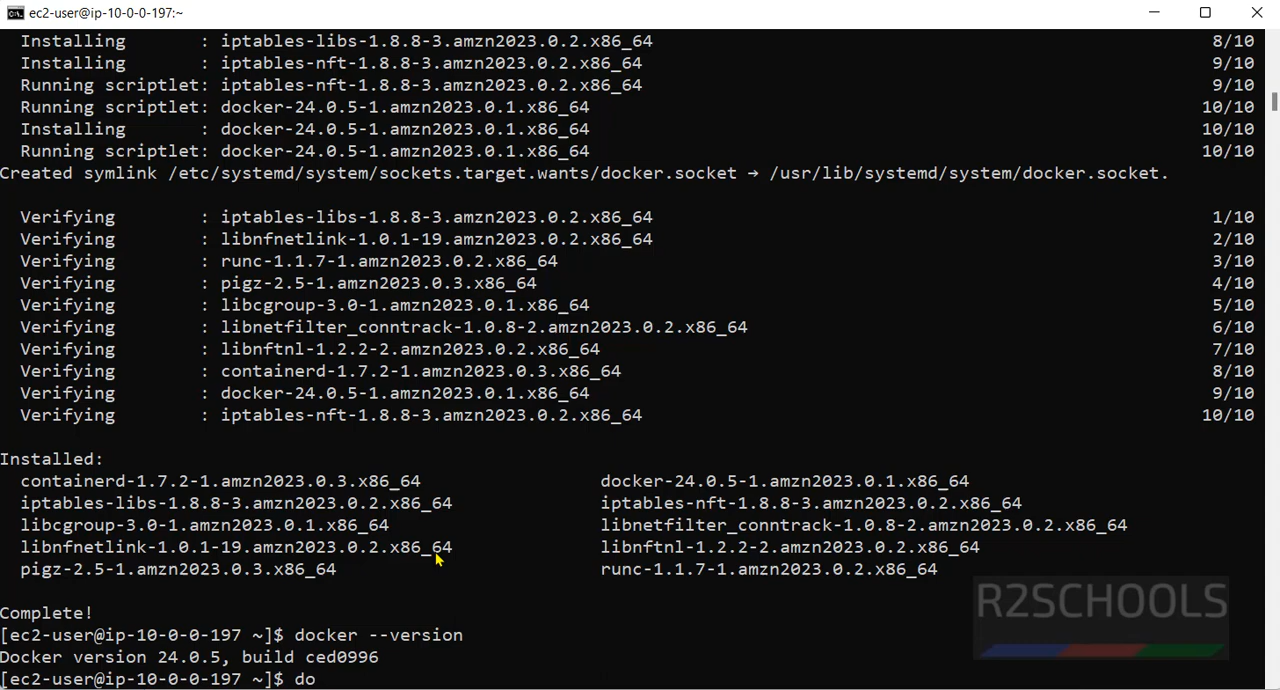 ec2-user@ip-10-0-0-197:~
Installing : iptables-libs-1.8.8-3.amzn2023.0.2.x86_64 8/10
Installing : iptables-nft-1.8.8-3.amzn2023.0.2.x86_64 9/10
Running scriptlet: iptables-nft-1.8.8-3.amzn2023.0.2.x86_64 9/10
Running scriptlet: docker-24.0.5-1.amzn2023.0.1.x86_64 10/10
Installing : docker-24.0.5-1.amzn2023.0.1.x86_64 10/10
Running scriptlet: docker-24.0.5-1.amzn2023.0.1.x86_64 10/10
Created symlink /etc/systemd/system/sockets.target.wants/docker.socket → /usr/lib/systemd/system/docker.socket.
Verifying : iptables-libs-1.8.8-3.amzn2023.0.2.x86_64 1/10
Verifying : libnfnetlink-1.0.1-19.amzn2023.0.2.x86_64 2/10
Verifying : runc-1.1.7-1.amzn2023.0.2.x86_64 3/10
Verifying : pigz-2.5-1.amzn2023.0.3.x86_64 4/10
Verifying : libcgroup-3.0-1.amzn2023.0.1.x86_64 5/10
Verifying : libnetfilter_conntrack-1.0.8-2.amzn2023.0.2.x86_64 6/10
Verifying : libnftnl-1.2.2-2.amzn2023.0.2.x86_64 7/10
Verifying : containerd-1.7.2-1.amzn2023.0.3.x86_64 8/10
Verifying : docker-24.0.5-1.amzn2023.0.1.x86_64 9/10
Verifying : iptables-nft-1.8.8-3.amzn2023.0.2.x86_64 10/10
Installed:
containerd-1.7.2-1.amzn2023.0.3.x86_64 docker-24.0.5-1.amzn2023.0.1.x86_64
iptables-libs-1.8.8-3.amzn2023.0.2.x86_64 iptables-nft-1.8.8-3.amzn2023.0.2.x86_64
libcgroup-3.0-1.amzn2023.0.1.x86_64 libnetfilter_conntrack-1.0.8-2.amzn2023.0.2.x86_64
libnfnetlink-1.0.1-19.amzn2023.0.2.x86_64 libnftnl-1.2.2-2.amzn2023.0.2.x86_64
pigz-2.5-1.amzn2023.0.3.x86_64 runc-1.1.7-1.amzn2023.0.2.x86_64
R2SCHOOLS
Complete!
[ec2-user@ip-10-0-0-197 ~]$ docker --version
Docker version 24.0.5, build ced0996
[ec2-user@ip-10-0-0-197 ~]$ do